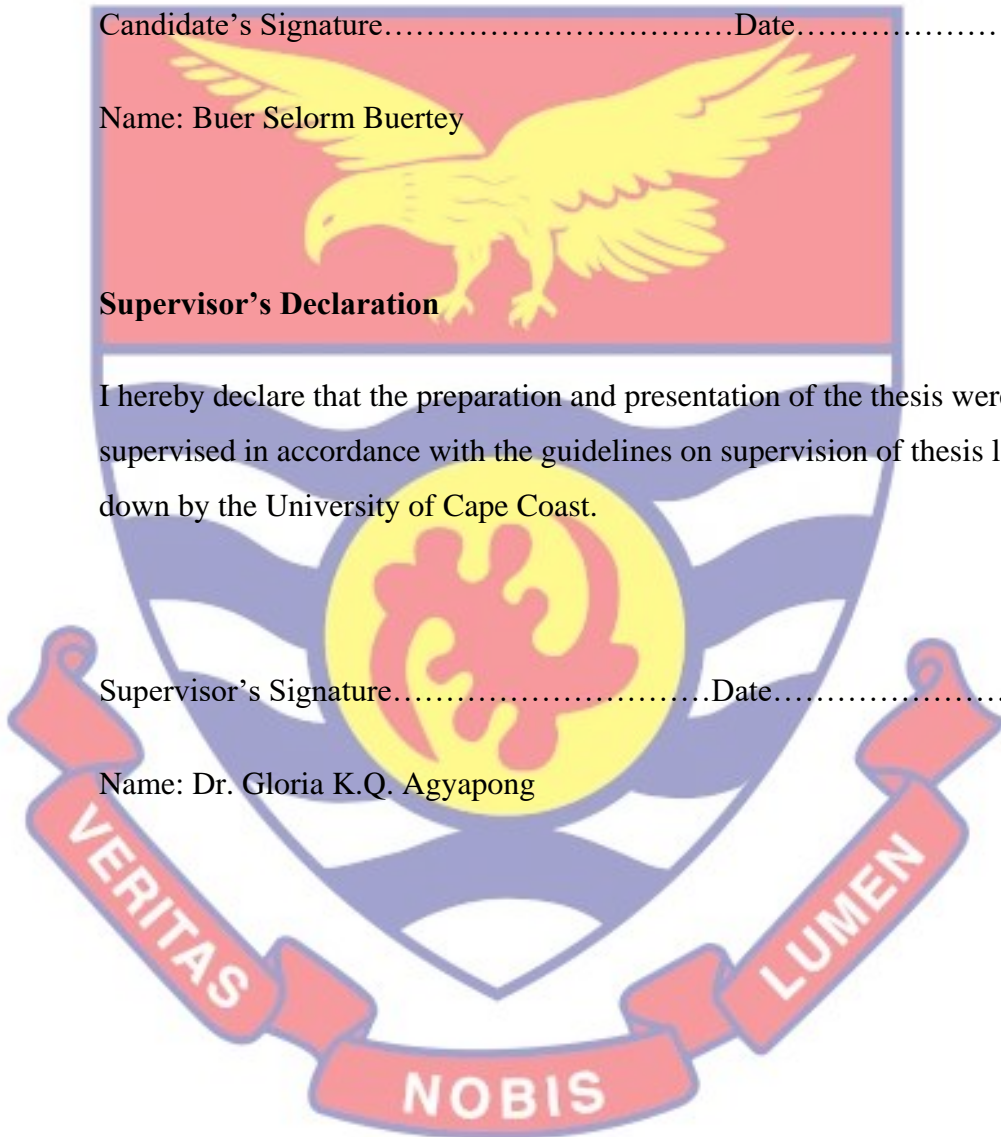 Candidate’s Signature……………………………Date………………
Name: Buer Selorm Buertey
Supervisor’s Declaration
I hereby declare that the preparation and presentation of the thesis were
supervised in accordance with the guidelines on supervision of thesis l
down by the University of Cape Coast.
Supervisor’s Signature…………………………Date…………………
Name: Dr. Gloria K.Q. Agyapong
VERITAS
NOBIS
LUMEN